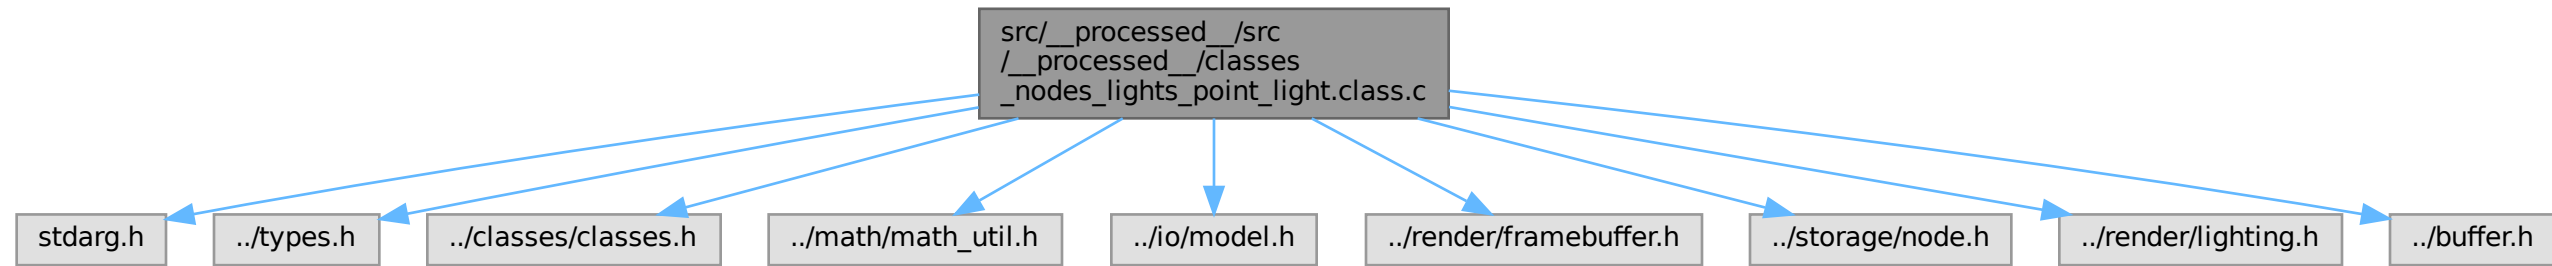 src/__processed__/src
/__processed__/classes
_nodes_lights_point_light.class.c
stdarg.h
../types.h
../classes/classes.h
../math/math_util.h
../io/model.h
../render/framebuffer.h
../storage/node.h
../render/lighting.h
../buffer.h